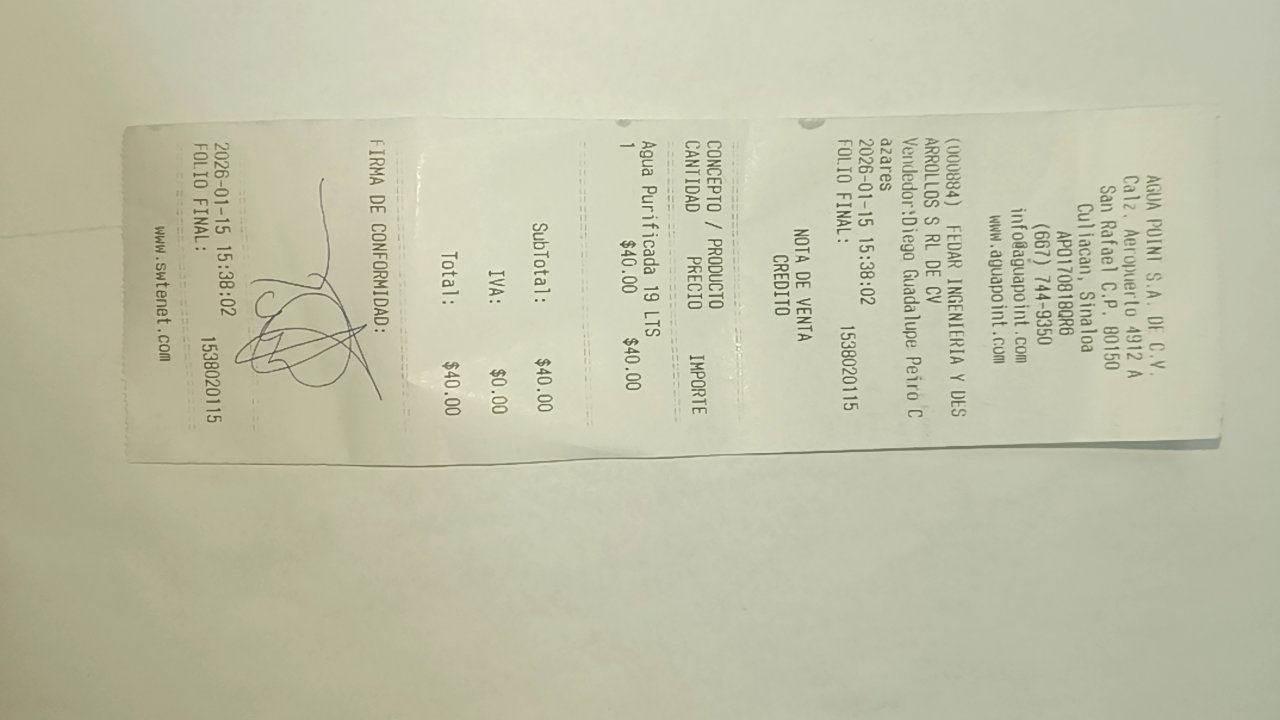 AGUA POINT S.A. DE C.V.
Calz. Aeropuerto 4912 A
San Rafael C.P. 80150
Culiacan, Sinaloa
APO170818QR6
(667) 744-9350
info@aguapoint.com
www.aguapoint.com
(000884) FEDAR INGENIERIA Y DES
ARROLLOS S RL DE CV
Vendedor:Diego Guadalupe Peiro C
azares
2026-01-15 15:38:02
FOLIO FINAL: 1538020115
NOTA DE VENTA
CREDITO
CONCEPTO / PRODUCTO
CANTIDAD PRECIO IMPORTE
Agua Purificada 19 LTS
1 $40.00 $40.00
SubTotal: $40.00
IVA: $0.00
Total: $40.00
FIRMA DE CONFORMIDAD:
2026-01-15 15:38:02
FOLIO FINAL: 1538020115
www.swtenet.com